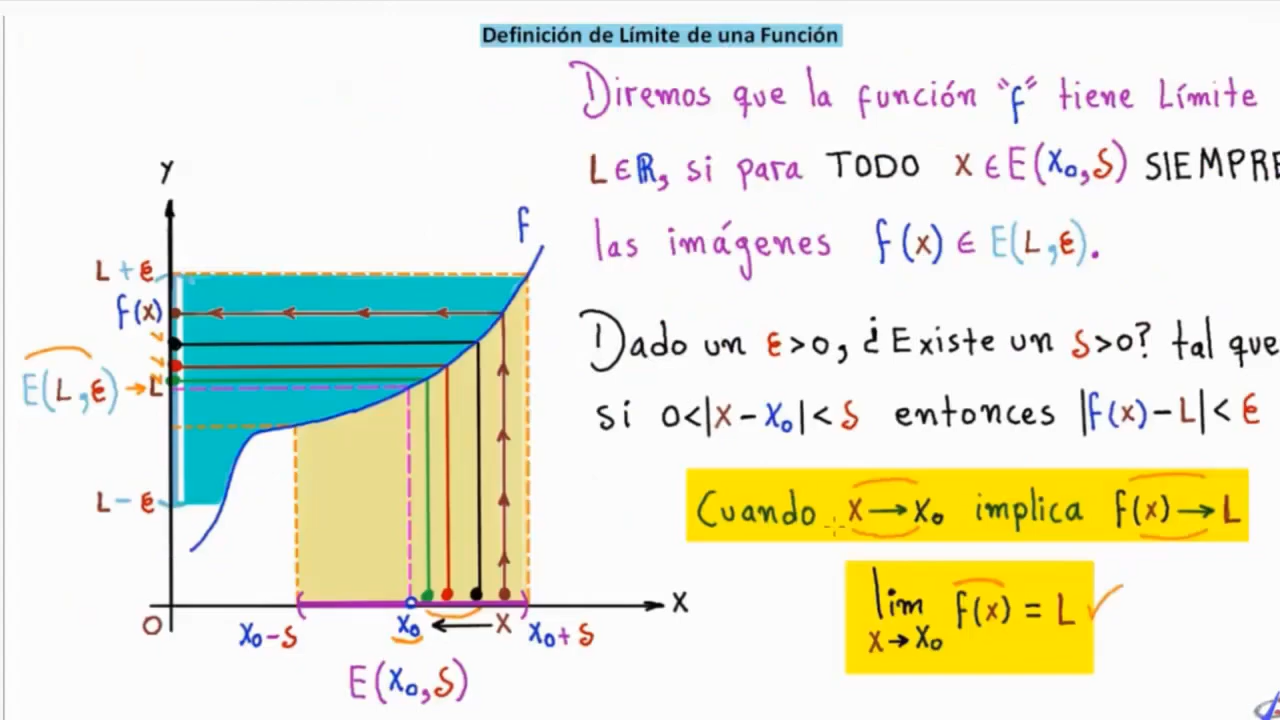 Definición de Límite de una Función
Diremos que la función "f" tiene Límite
L∈ℝ, si para TODO x ∈ E(x₀,δ) SIEMPRE
las imágenes f(x) ∈ E(L,ε).
Dado un ε>0, ¿Existe un δ>0? tal que
si 0<|x-x₀|<δ entonces |f(x)-L|<ε
Cuando x→x₀ implica f(x)→L
lim f(x) = L
x→x₀
Y
f
L+ε
f(x)
E(L,ε) → L
L-ε
O
X
x₀-δ x₀ ← x x₀+δ
E(x₀,δ)